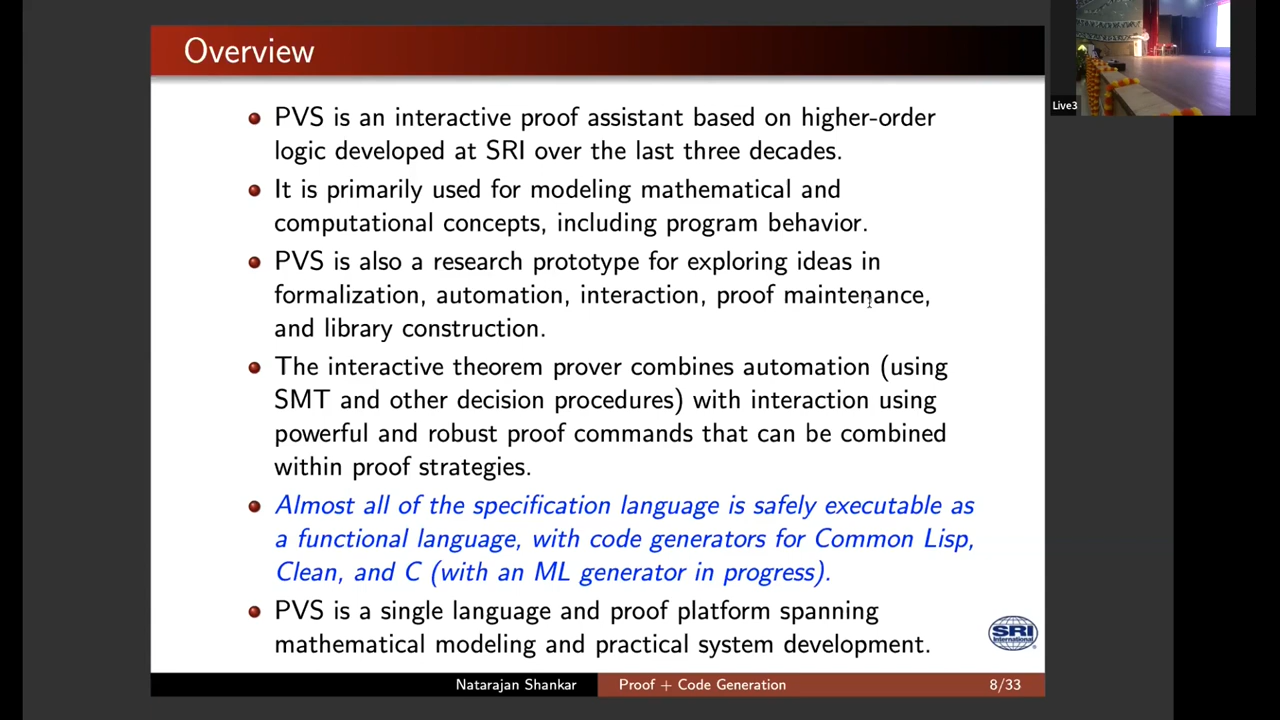 Overview
PVS is an interactive proof assistant based on higher-order
logic developed at SRI over the last three decades.
It is primarily used for modeling mathematical and
computational concepts, including program behavior.
PVS is also a research prototype for exploring ideas in
formalization, automation, interaction, proof maintenance,
and library construction.
The interactive theorem prover combines automation (using
SMT and other decision procedures) with interaction using
powerful and robust proof commands that can be combined
within proof strategies.
Almost all of the specification language is safely executable as
a functional language, with code generators for Common Lisp,
Clean, and C (with an ML generator in progress).
PVS is a single language and proof platform spanning
mathematical modeling and practical system development.
SRI
International
Natarajan Shankar
Proof + Code Generation
8/33
Live3